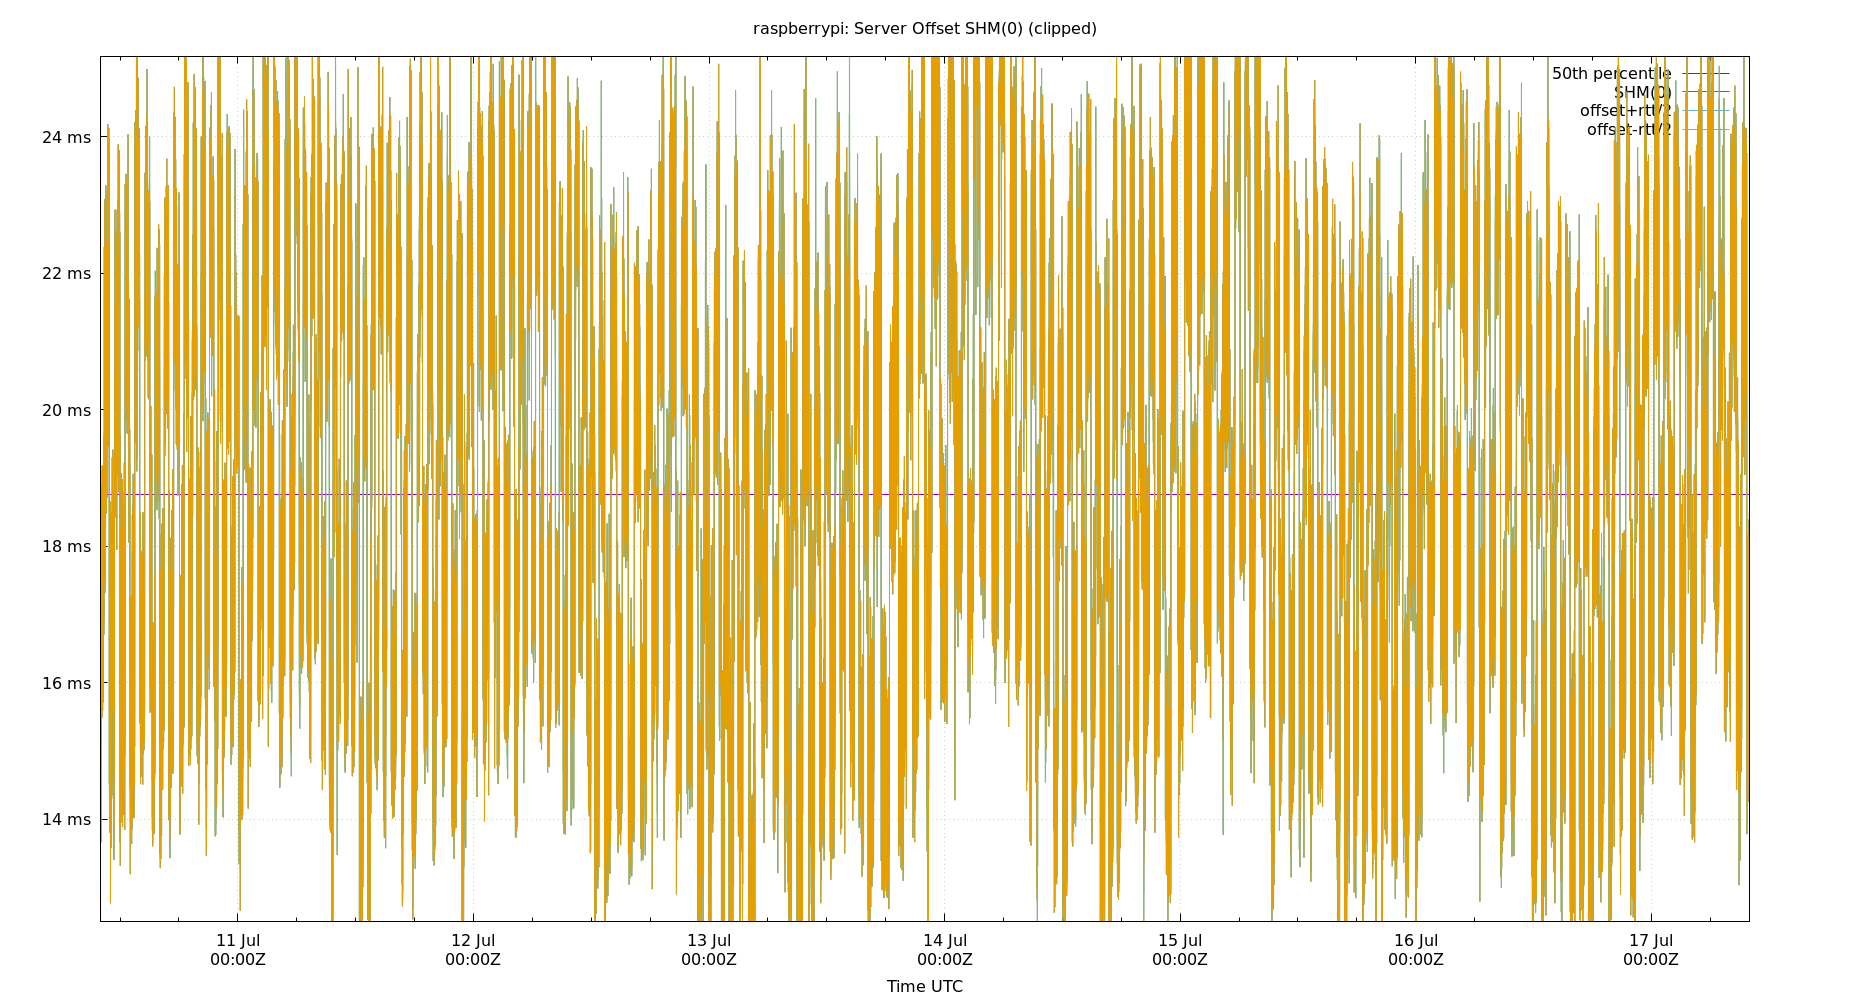 raspberrypi: Server Offset SHM(0) (clipped)
50th percentile
SHM(0)
offset+rtt/2
offset-rtt/2
24 ms
22 ms
20 ms
18 ms
16 ms
14 ms
11 Jul 12 Jul 13 Jul 14 Jul 15 Jul 16 Jul 17 Jul
00:00Z 00:00Z 00:00Z 00:00Z 00:00Z 00:00Z 00:00Z
Time UTC